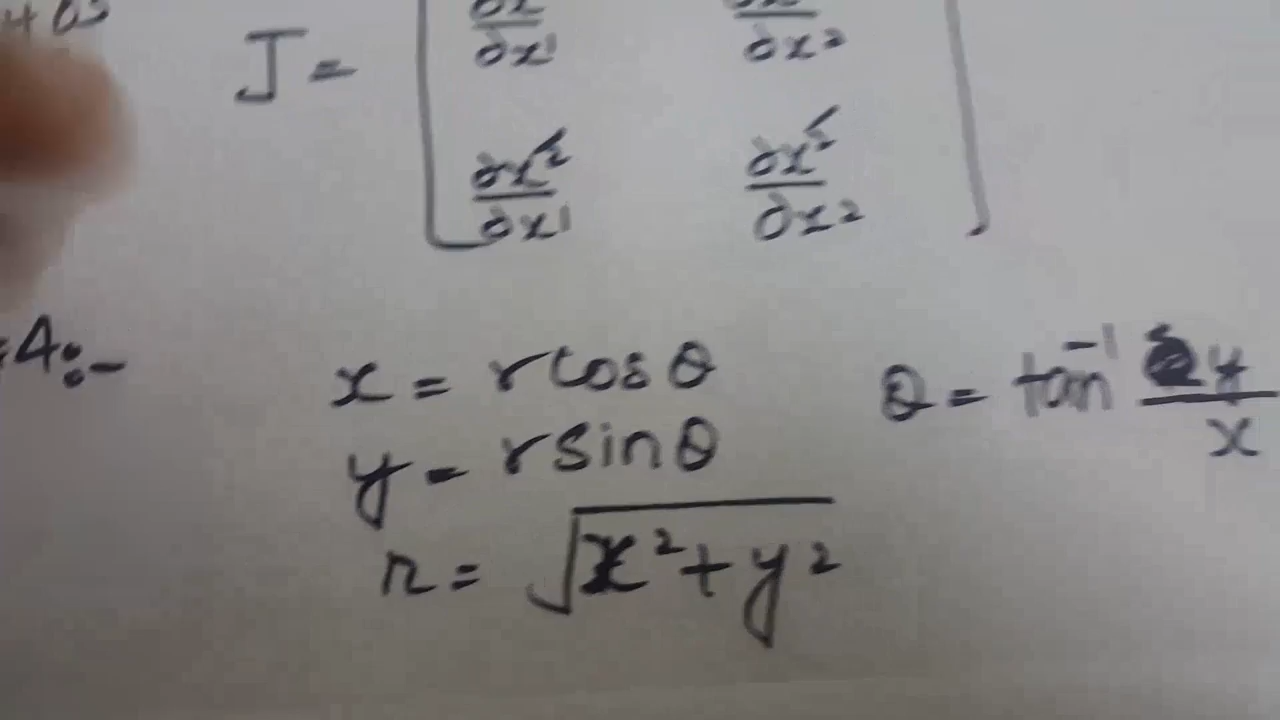 J =
∂x¹ ∂x²
∂x²′ ∂x²′
∂x¹ ∂x²
4:-
x = r cos θ
θ = tan⁻¹ y/x
y = r sin θ
r = √x² + y²